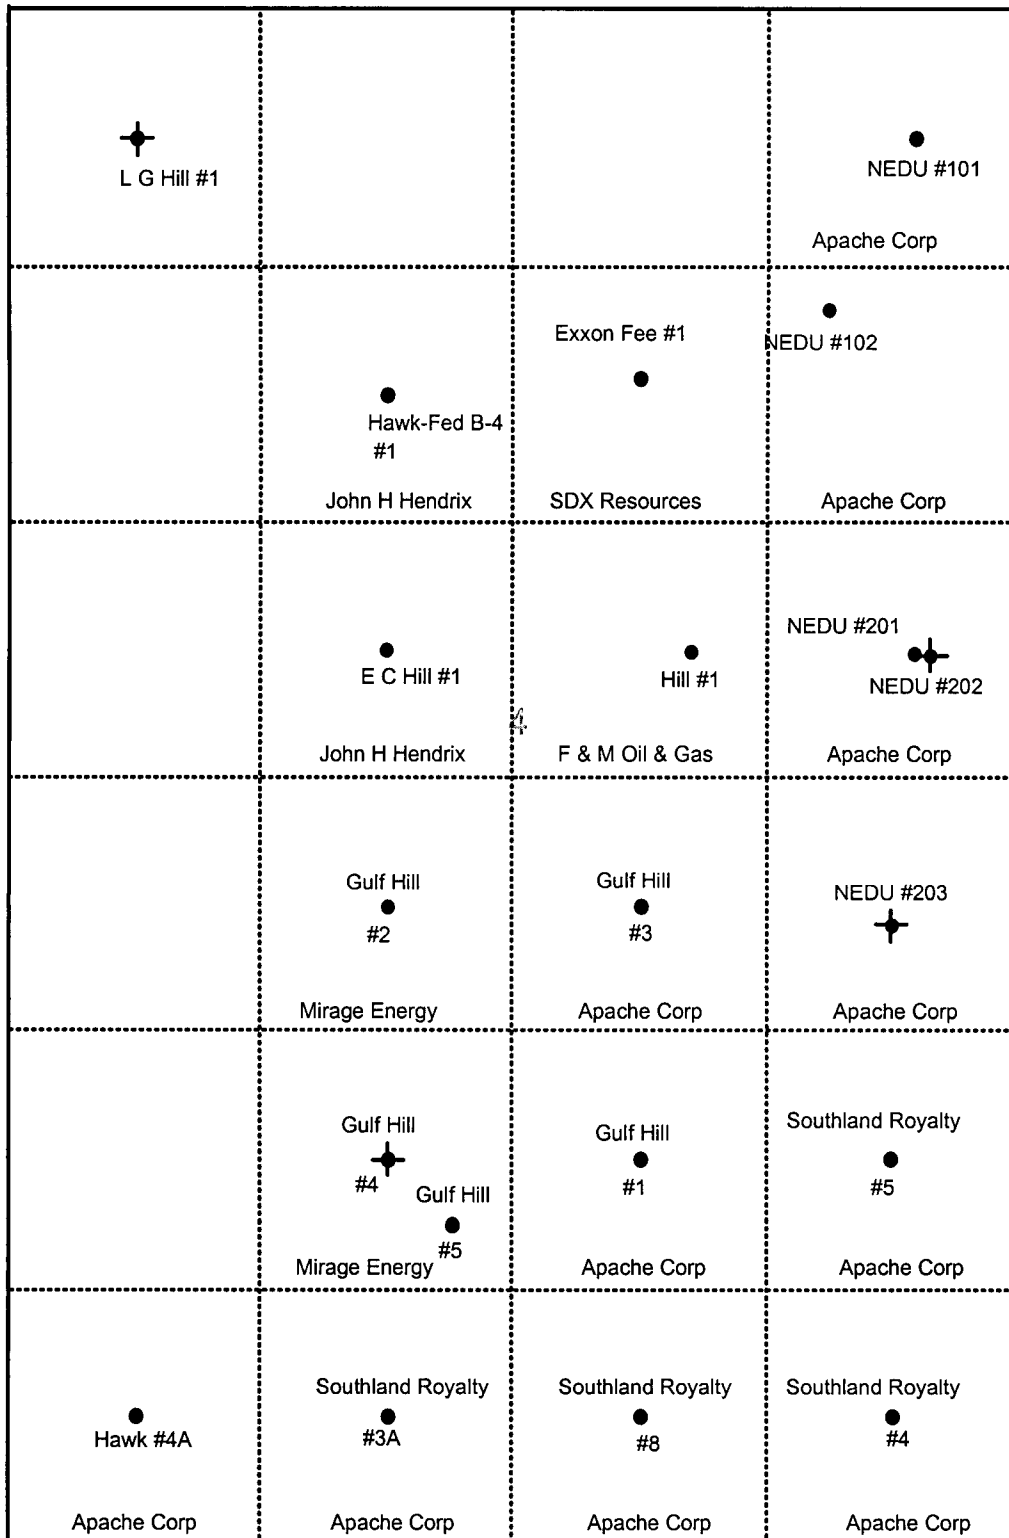 L G Hill #1
NEDU #101
Apache Corp
Exxon Fee #1
NEDU #102
Hawk-Fed B-4
#1
John H Hendrix
SDX Resources
Apache Corp
NEDU #201
E C Hill #1
Hill #1
NEDU #202
4
John H Hendrix
F & M Oil & Gas
Apache Corp
Gulf Hill
#2
Gulf Hill
#3
NEDU #203
Mirage Energy
Apache Corp
Apache Corp
Gulf Hill
#4
Gulf Hill
#5
Gulf Hill
#1
Southland Royalty
#5
Mirage Energy
Apache Corp
Apache Corp
Hawk #4A
Southland Royalty
#3A
Southland Royalty
#8
Southland Royalty
#4
Apache Corp
Apache Corp
Apache Corp
Apache Corp